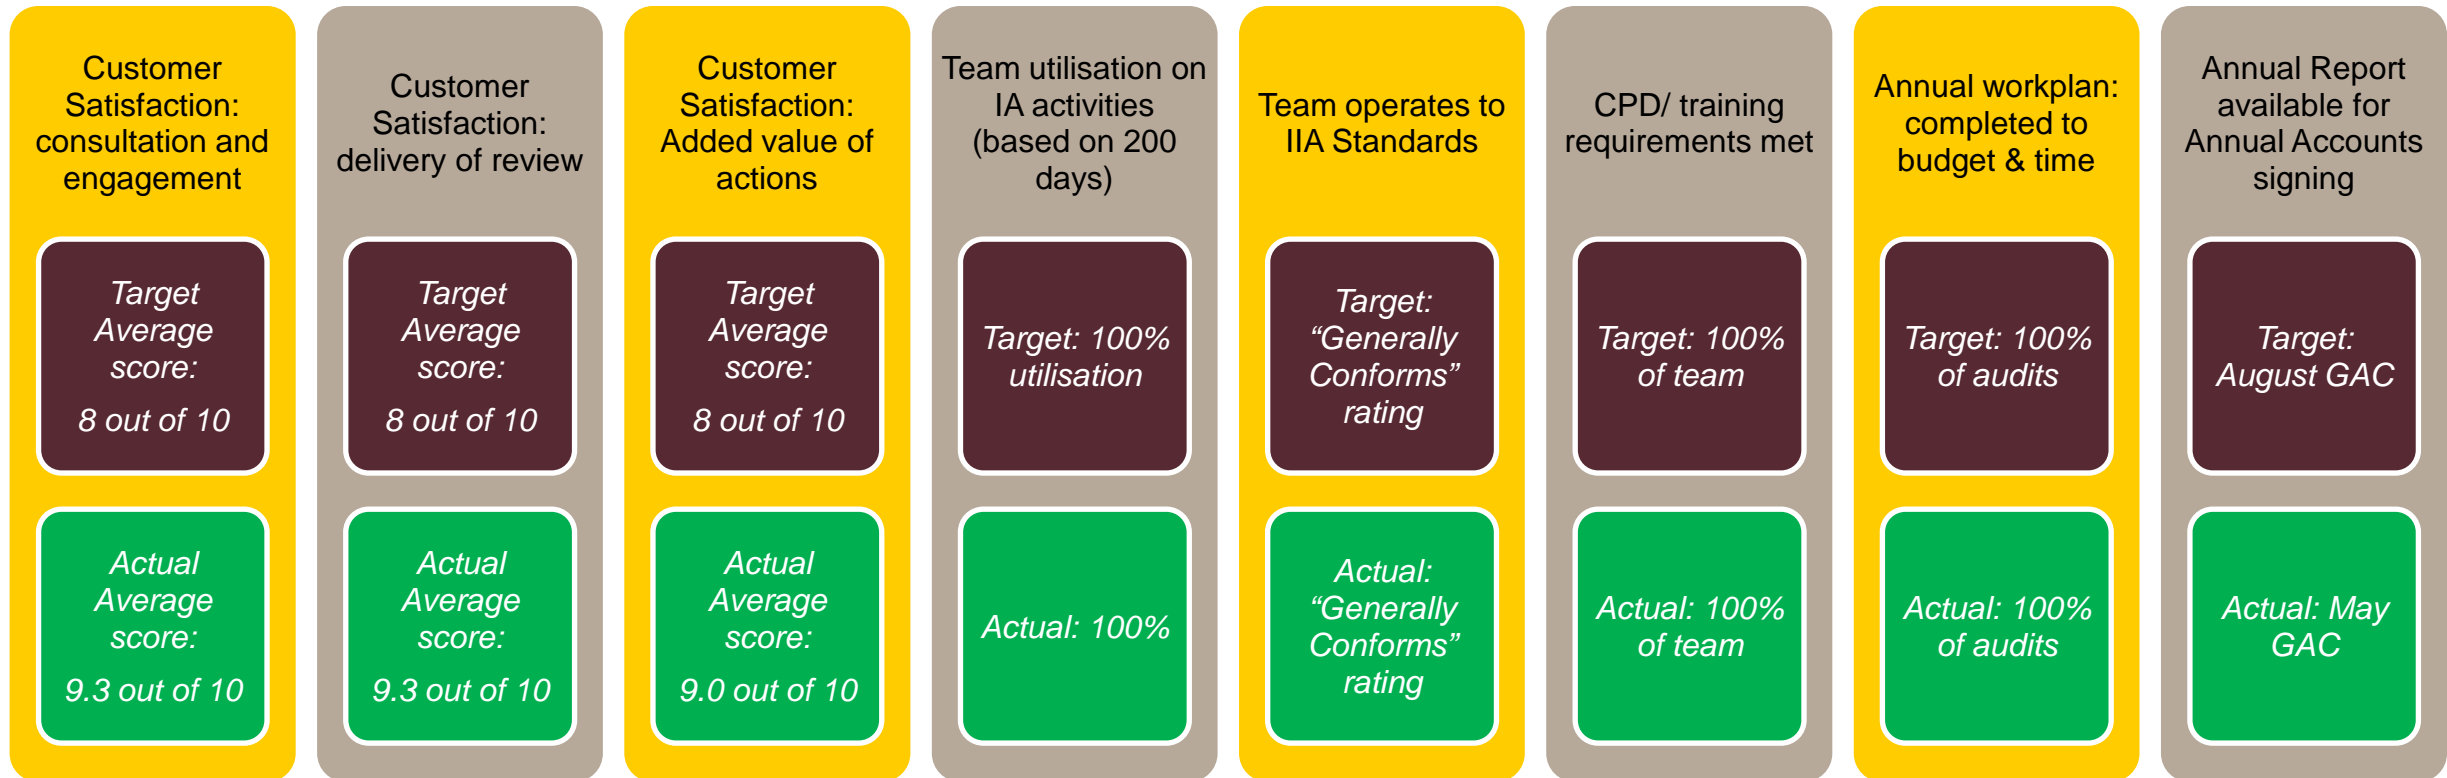 Customer
Satisfaction:
consultation and
engagement
Target
Average
score:
8 out of 10
Actual
Average
score:
9.3 out of 10
Customer
Satisfaction:
delivery of review
Target
Average
score:
8 out of 10
Actual
Average
score:
9.3 out of 10
Customer
Satisfaction:
Added value of
actions
Target
Average
score:
8 out of 10
Actual
Average
score:
9.0 out of 10
Team utilisation on
IA activities
(based on 200
days)
Target: 100%
utilisation
Actual: 100%
Team operates to
IIA Standards
Target:
“Generally
Conforms”
rating
Actual:
“Generally
Conforms”
rating
CPD/ training
requirements met
Target: 100%
of team
Actual: 100%
of team
Annual workplan:
completed to
budget & time
Target: 100%
of audits
Actual: 100%
of audits
Annual Report
available for
Annual Accounts
signing
Target:
August GAC
Actual: May
GAC